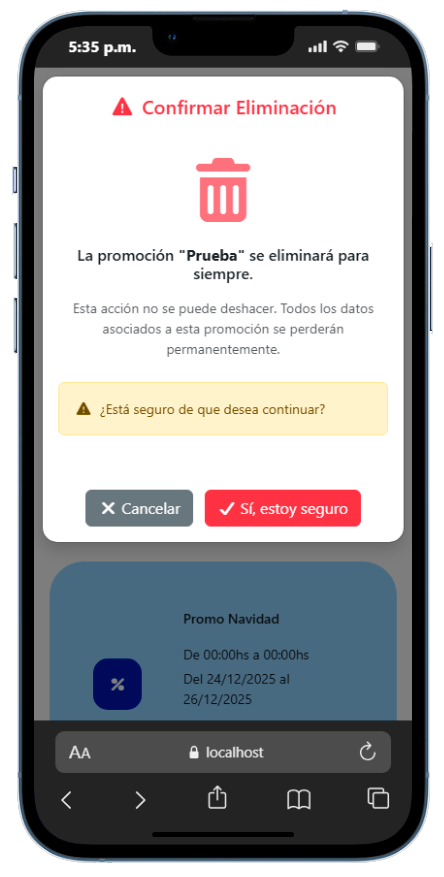 5:35 p.m.
Confirmar Eliminación
La promoción "Prueba" se eliminará para
siempre.
Esta acción no se puede deshacer. Todos los datos
asociados a esta promoción se perderán
permanentemente.
¿Está seguro de que desea continuar?
Cancelar
Sí, estoy seguro
Promo Navidad
De 00:00hs a 00:00hs
Del 24/12/2025 al
26/12/2025
%
AA
localhost